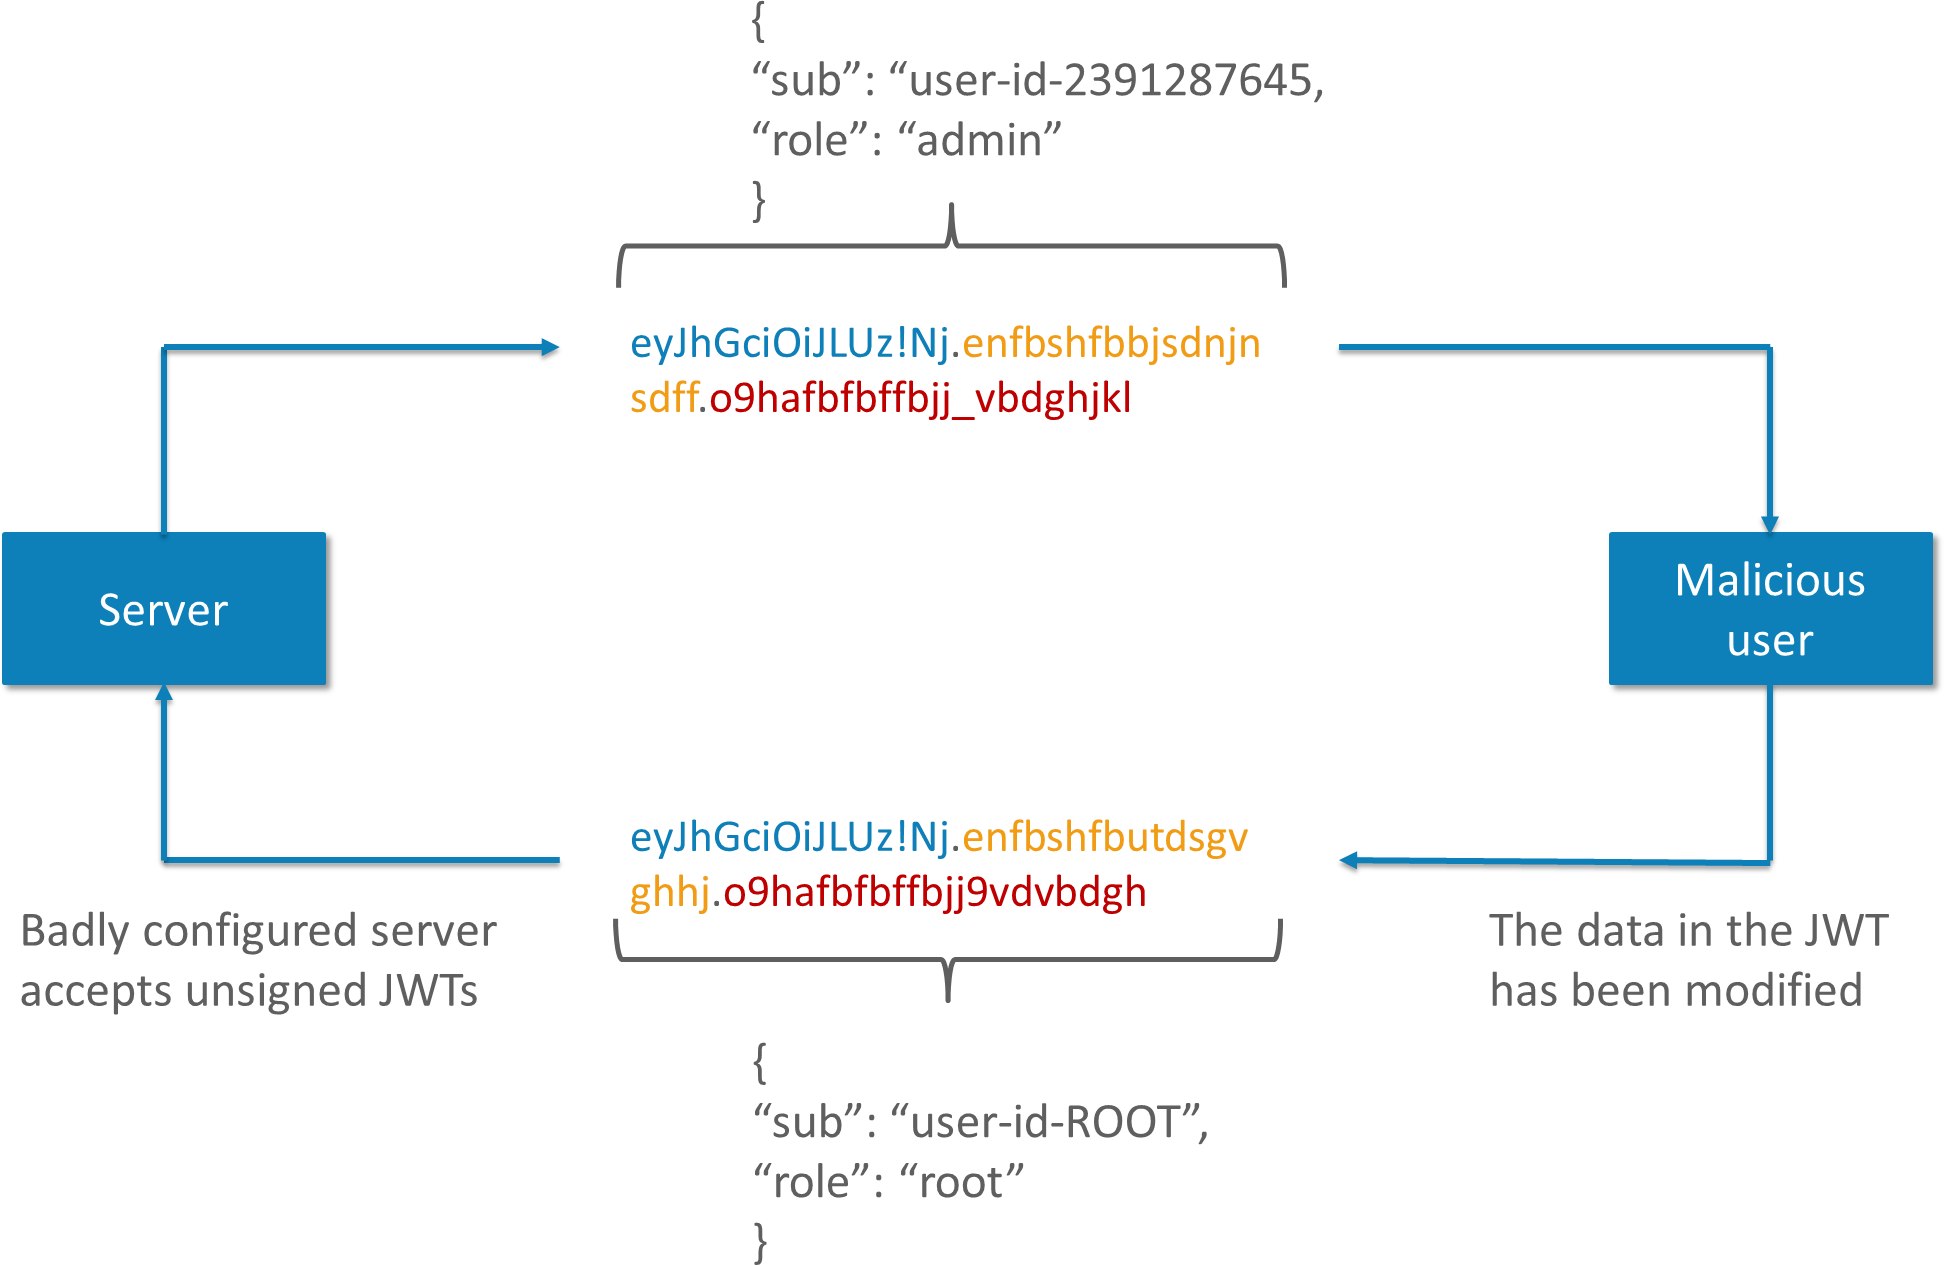 {
“sub”: “user-id-2391287645,
“role”: “admin”
}
eyJhGciOiJLUz!Nj.enfbshfbbjsdnjn
sdff.o9hafbfbffbjj_vbdghjkl
Server
Malicious
user
eyJhGciOiJLUz!Nj.enfbshfbutdsgv
ghhj.o9hafbfbffbjj9vdvbdgh
Badly configured server
accepts unsigned JWTs
The data in the JWT
has been modified
{
“sub”: “user-id-ROOT”,
“role”: “root”
}